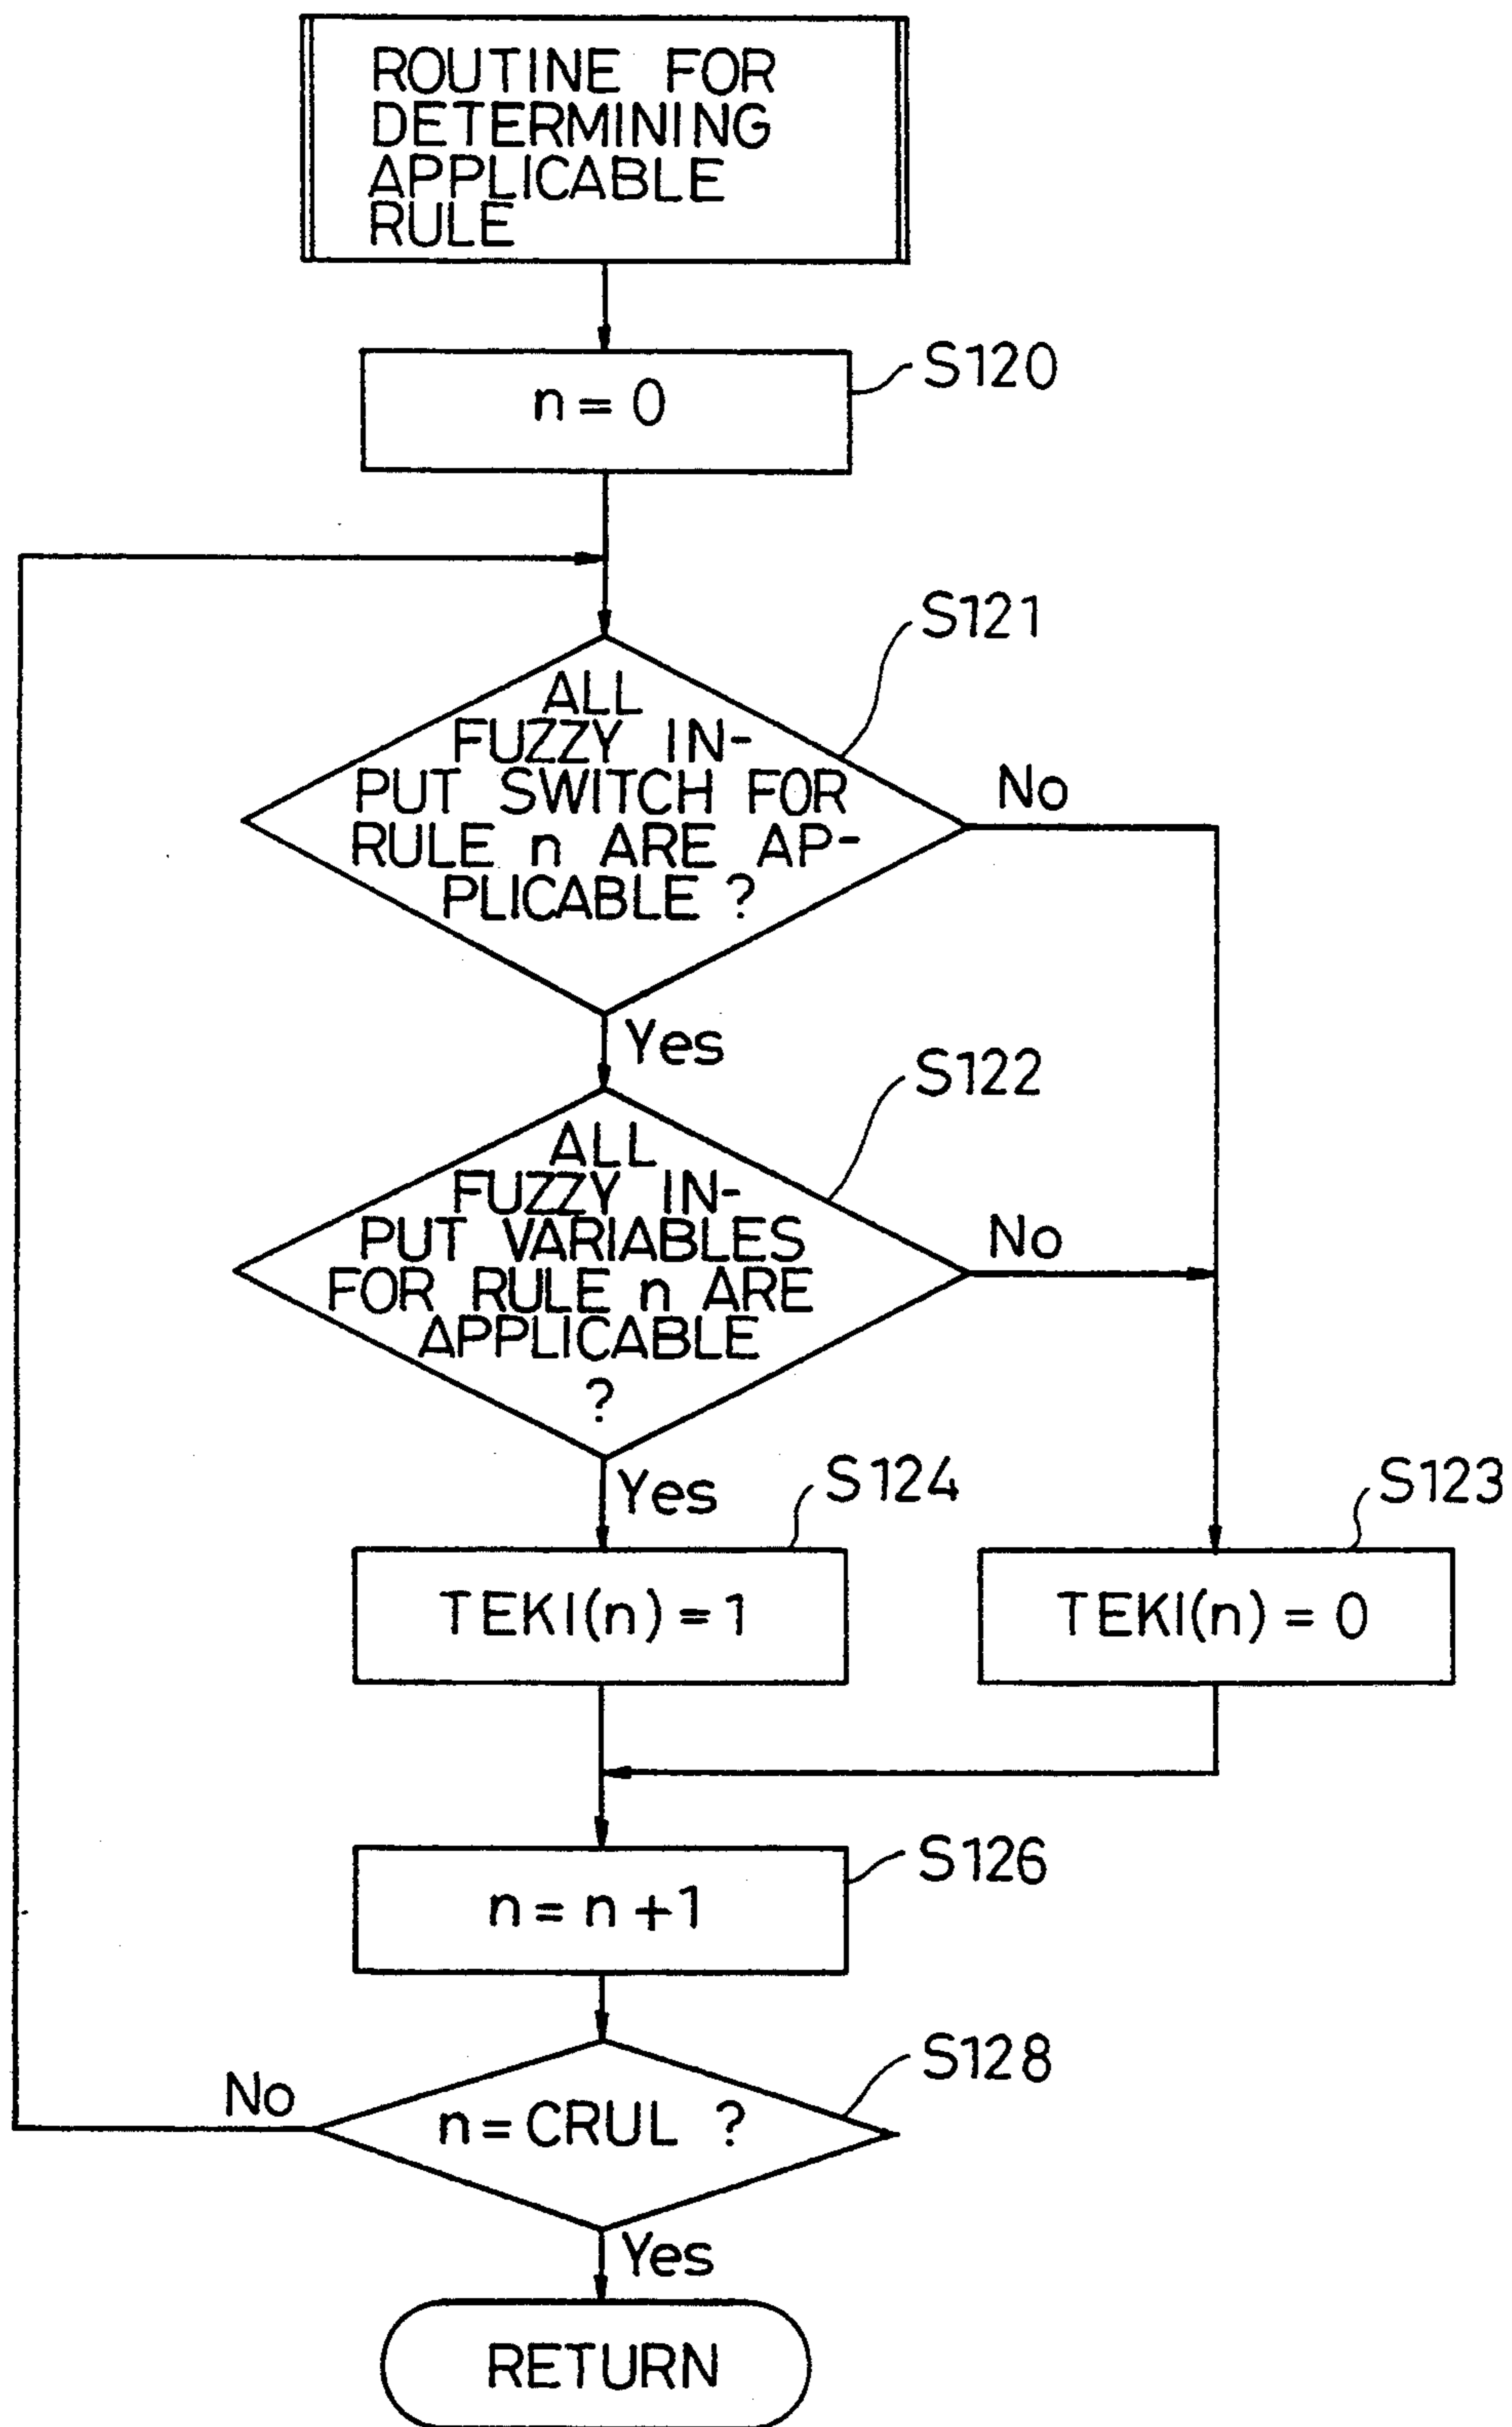 ROUTINE FOR
DETERMINING
APPLICABLE
RULE
n = 0
S120
S121
ALL
FUZZY IN-
PUT SWITCH FOR
RULE n ARE AP-
PLICABLE ?
No
Yes
S122
ALL
FUZZY IN-
PUT VARIABLES
FOR RULE n ARE
APPLICABLE
?
No
Yes
S124
S123
TEKI(n) = 1
TEKI(n) = 0
S126
n = n + 1
S128
No
n = CRUL ?
Yes
RETURN